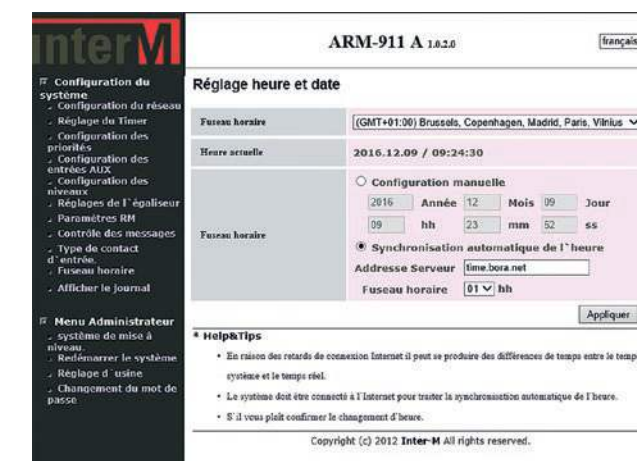 interM
ARM-911 A 1.0.2.0
français
Configuration du
système
Configuration du réseau
Réglage du Timer
Configuration des
priorités
Configuration des
entrées AUX
Configuration des
niveaux
Réglages de l`égaliseur
Paramètres RM
Contrôle des messages
Type de contact
d`entrée.
Fuseau horaire
Afficher le journal
Menu Administrateur
système de mise à
niveau.
Redémarrer le système
Réglage d`usine
Changement du mot de
passe
Réglage heure et date
Fuseau horaire
(GMT+01:00) Brussels, Copenhagen, Madrid, Paris, Vilnius
Heure actuelle
2016.12.09 / 09:24:30
Fuseau horaire
Configuration manuelle
2016 Année 12 Mois 09 Jour
09 hh 23 mm 52 ss
Synchronisation automatique de l`heure
Addresse Serveur time.bora.net
Fuseau horaire 01 hh
Appliquer
* Help&Tips
• En raison des retards de connexion Internet il peut se produire des différences de temps entre le temp
système et le temps réel.
• Le système doit être connecté à l`Internet pour traiter la synchronisation automatique de l`heure.
• S`il vous plaît confirmer le changement d`heure.
Copyright (c) 2012 Inter-M All rights reserved.